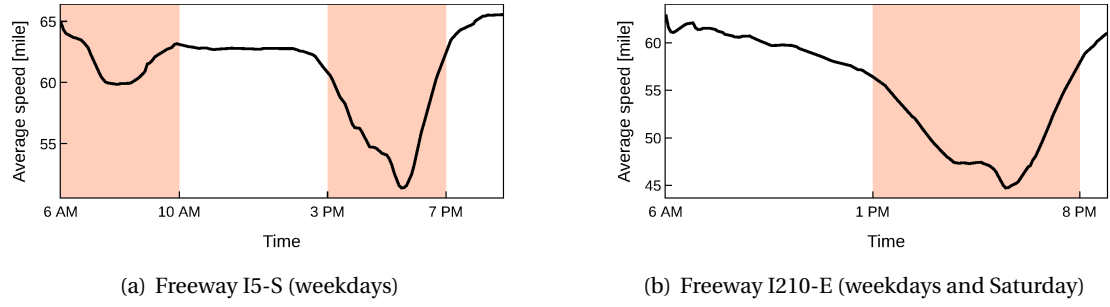 Average speed [mile]
65
60
55
6 AM 10 AM 3 PM 7 PM
Time
(a) Freeway I5-S (weekdays)
Average speed [mile]
60
55
50
45
6 AM 1 PM 8 PM
Time
(b) Freeway I210-E (weekdays and Saturday)